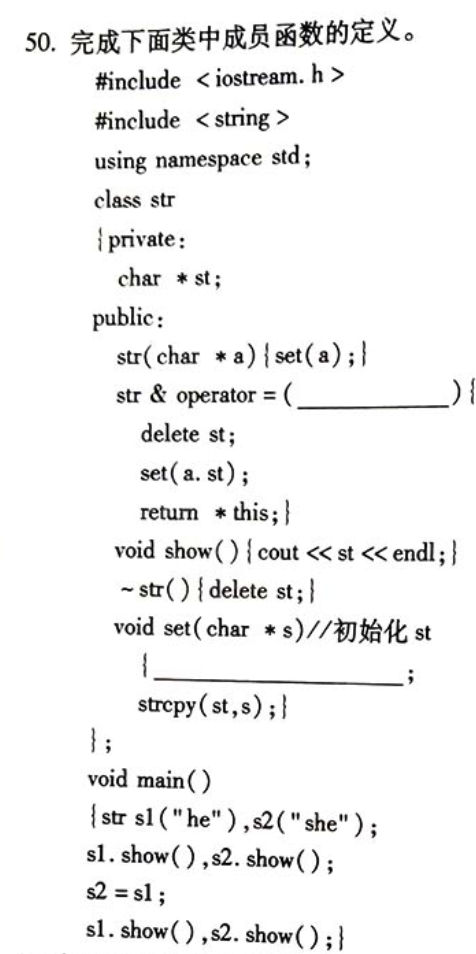 50. 完成下面类中成员函数的定义。
#include <iostream. h>
#include <string>
using namespace std;
class str
{private:
char *st;
public:
str(char *a){set(a);}
str & operator=(____________){
delete st;
set(a. st);
return *this;}
void show(){cout<<st<<endl;}
~str(){delete st;}
void set(char *s)//初始化 st
{____________________;
strcpy(st,s);}
};
void main()
{str s1("he"),s2("she");
s1. show(),s2. show();
s2=s1;
s1. show(),s2. show();}